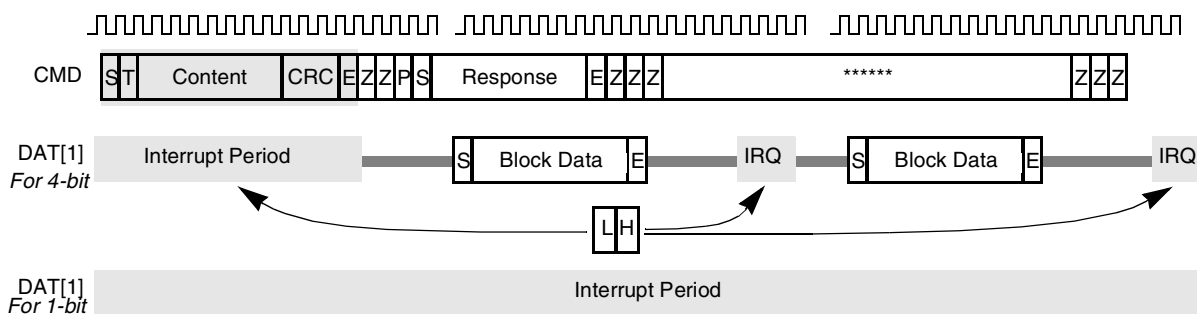 CMD S T Content CRC E Z Z P S Response E Z Z Z ****** Z Z Z
DAT[1] Interrupt Period S Block Data E IRQ S Block Data E IRQ
For 4-bit
L H
DAT[1] Interrupt Period
For 1-bit